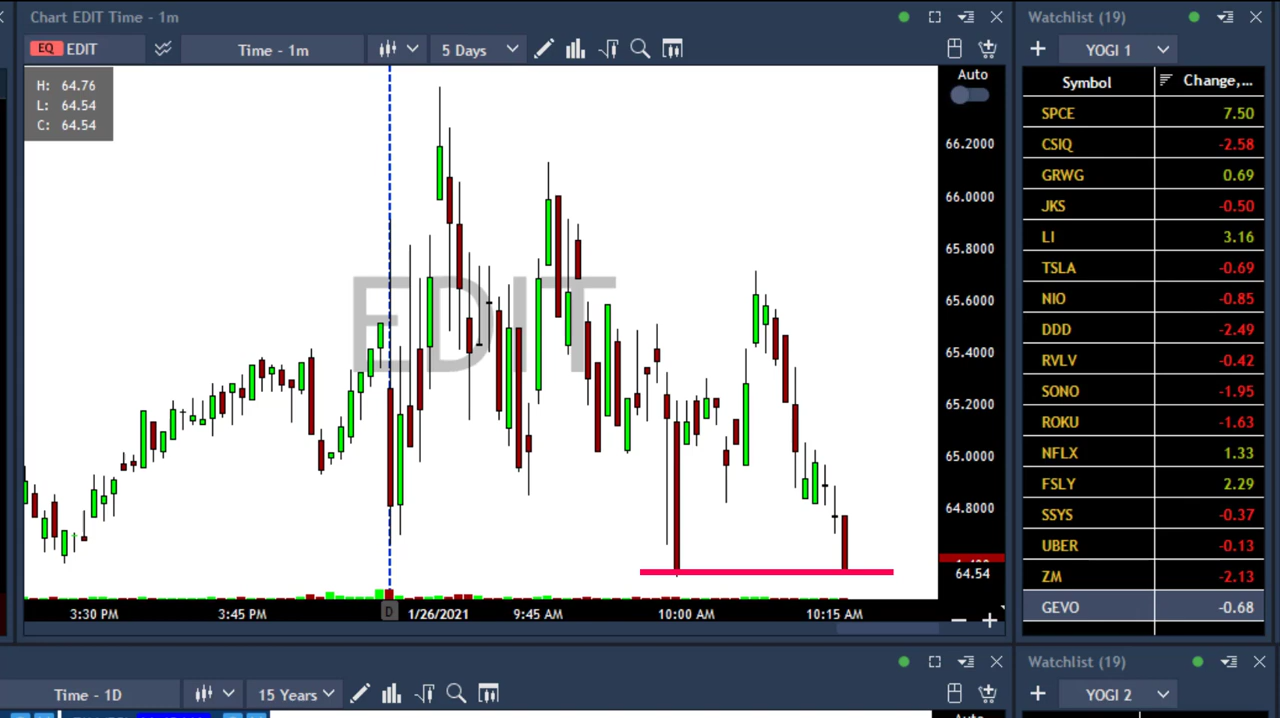 Chart EDIT Time - 1m
Watchlist (19)
EQ EDIT
Time - 1m
5 Days
YOGI 1
H: 64.76
L: 64.54
C: 64.54
Auto
EDIT
66.2000
66.0000
65.8000
65.6000
65.4000
65.2000
65.0000
64.8000
64.54
3:30 PM
3:45 PM
D
1/26/2021
9:45 AM
10:00 AM
10:15 AM
Symbol Change,...
SPCE 7.50
CSIQ -2.58
GRWG 0.69
JKS -0.50
LI 3.16
TSLA -0.69
NIO -0.85
DDD -2.49
RVLV -0.42
SONO -1.95
ROKU -1.63
NFLX 1.33
FSLY 2.29
SSYS -0.37
UBER -0.13
ZM -2.13
GEVO -0.68
Watchlist (19)
Time - 1D
15 Years
YOGI 2